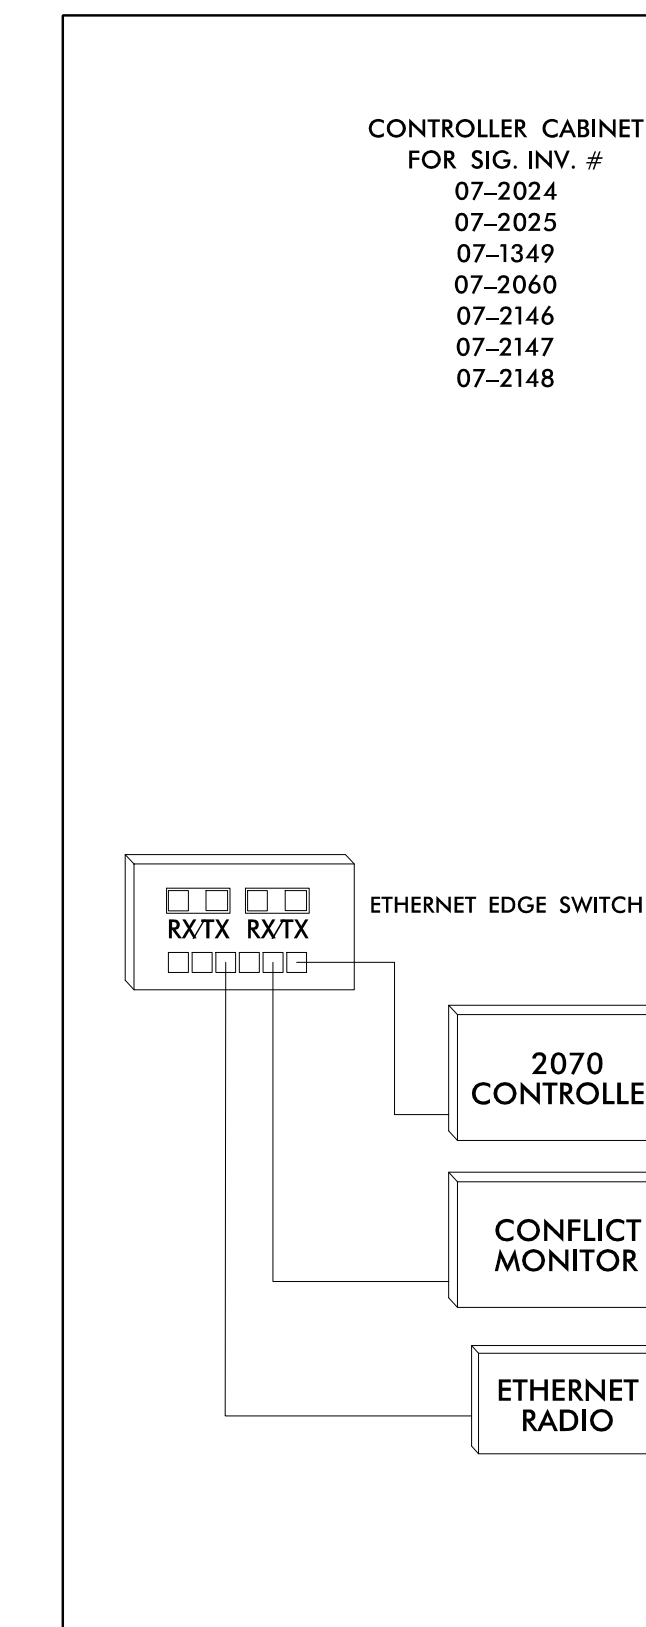 CONTROLLER CABINET
FOR SIG. INV. #
07–2024
07–2025
07–1349
07–2060
07–2146
07–2147
07–2148
ETHERNET EDGE SWITCH
RX/TX RX/TX
2070
CONTROLLE
CONFLICT
MONITOR
ETHERNET
RADIO